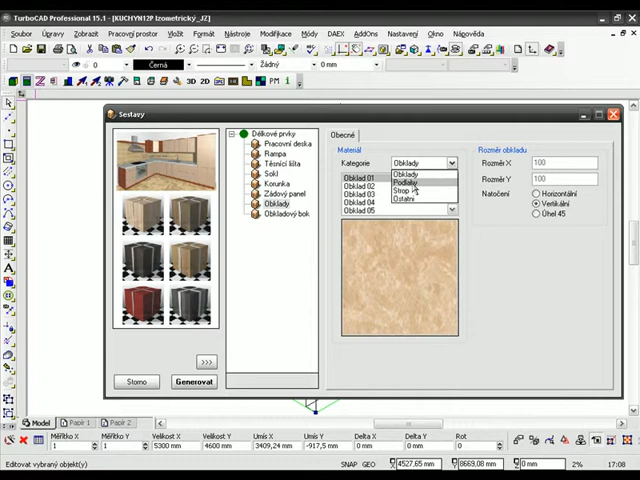 TurboCAD Professional 15.1 - [KUCHYN12P Izometrický_JZ]
Soubor Úpravy Zobrazit Pracovní prostor Vložit Formát Nástroje Modifikace Módy DAEX AddOns Nastavení Okno Nápověda
0 Černá Žádný 0 mm
2D 3D PM
Sestavy
Délkové prvky
Pracovní deska
Rampa
Těsnící lišta
Sokl
Korunka
Zádový panel
Obklady
Obkladový bok
Obecné
Materiál
Kategorie Obklady
Obklady
Podlahy
Strop
Ostatní
Obklad 01
Obklad 02
Obklad 03
Obklad 04
Obklad 05
Rozměr obkladu
Rozměr X 100
Rozměr Y 100
Natočení Horizontální
Vertikální
Úhel 45
>>>
Storno Generovat
Model Papír 1 Papír 2
Měřítko X Měřítko Y Velikost X Velikost Y Umís X Umís Y Delta X Delta Y Rot
1 1 5300 mm 4600 mm 3409,24 mm -917,5 mm 0 mm 0 mm 0
Editovat vybraný objekt(y) SNAP GEO 4527,65 mm 8669,08 mm 0 mm 2% 17:08